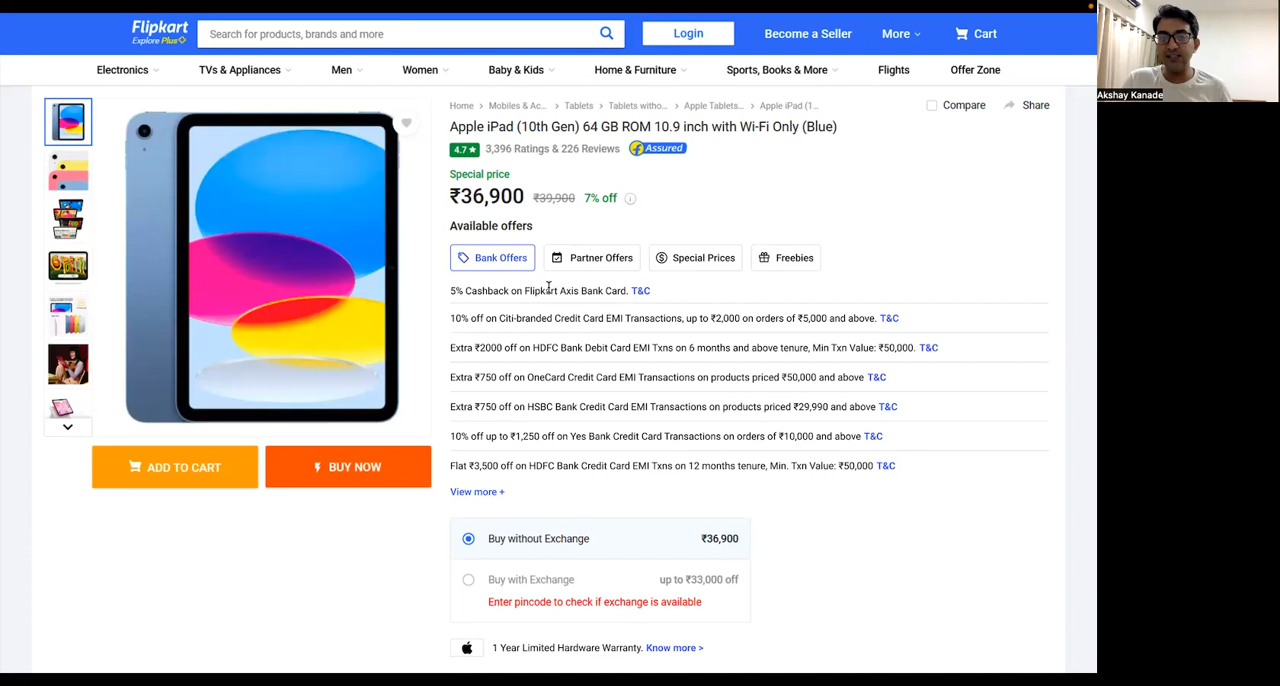 Flipkart
Explore Plus
Search for products, brands and more
Login
Become a Seller
More
Cart
Akshay Kanade
Electronics
TVs & Appliances
Men
Women
Baby & Kids
Home & Furniture
Sports, Books & More
Flights
Offer Zone
Home > Mobiles & Ac... > Tablets > Tablets witho... > Apple Tablets... > Apple iPad (1...
Compare
Share
Apple iPad (10th Gen) 64 GB ROM 10.9 inch with Wi-Fi Only (Blue)
4.7 ★ 3,396 Ratings & 226 Reviews Assured
Special price
₹36,900 ₹39,900 7% off
Available offers
Bank Offers
Partner Offers
Special Prices
Freebies
5% Cashback on Flipkart Axis Bank Card. T&C
10% off on Citi-branded Credit Card EMI Transactions, up to ₹2,000 on orders of ₹5,000 and above. T&C
Extra ₹2000 off on HDFC Bank Debit Card EMI Txns on 6 months and above tenure, Min Txn Value: ₹50,000. T&C
Extra ₹750 off on OneCard Credit Card EMI Transactions on products priced ₹50,000 and above T&C
Extra ₹750 off on HSBC Bank Credit Card EMI Transactions on products priced ₹29,990 and above T&C
10% off up to ₹1,250 off on Yes Bank Credit Card Transactions on orders of ₹10,000 and above T&C
Flat ₹3,500 off on HDFC Bank Credit Card EMI Txns on 12 months tenure, Min. Txn Value: ₹50,000 T&C
View more +
ADD TO CART
BUY NOW
Buy without Exchange ₹36,900
Buy with Exchange up to ₹33,000 off
Enter pincode to check if exchange is available
1 Year Limited Hardware Warranty. Know more >